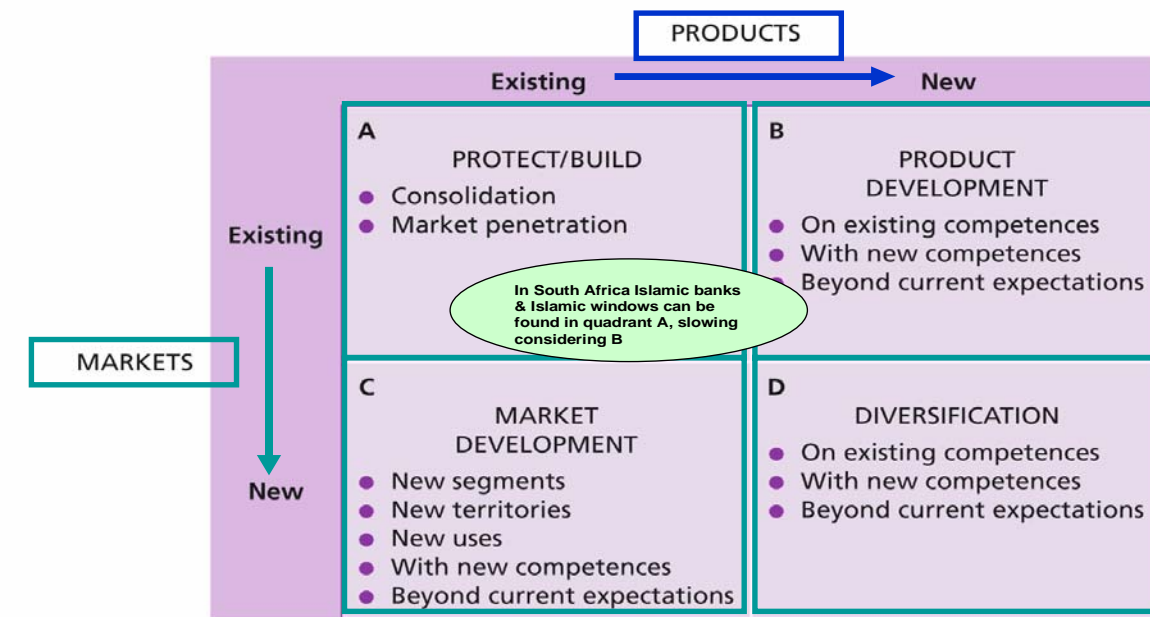 PRODUCTS
Existing
New
A
PROTECT/BUILD
Consolidation
Market penetration
B
PRODUCT
DEVELOPMENT
On existing competences
With new competences
Beyond current expectations
Existing
In South Africa Islamic banks
& Islamic windows can be
found in quadrant A, slowing
considering B
MARKETS
C
MARKET
DEVELOPMENT
New segments
New territories
New uses
With new competences
Beyond current expectations
D
DIVERSIFICATION
On existing competences
With new competences
Beyond current expectations
New